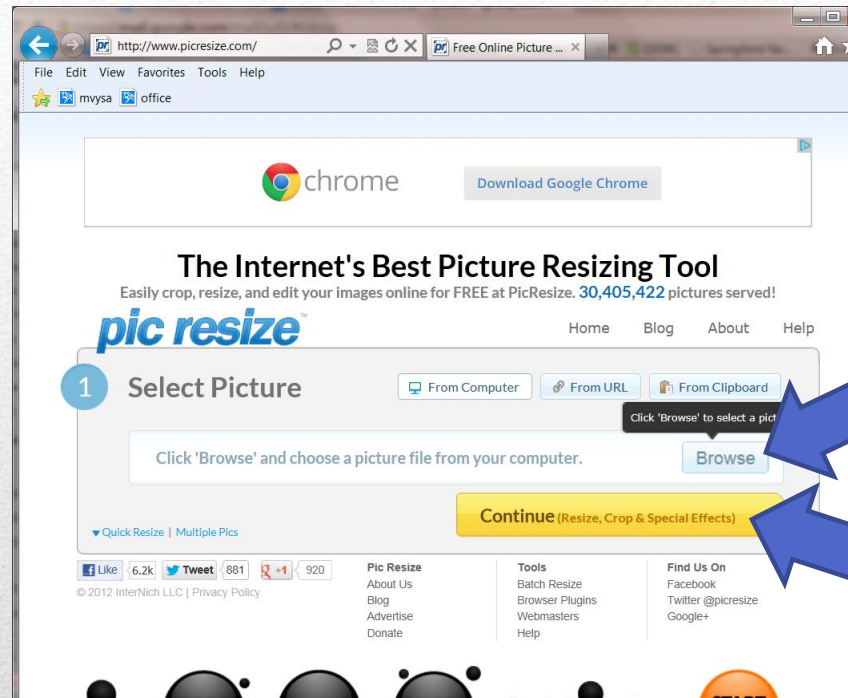 http://www.picresize.com/
pr Free Online Picture ...
File Edit View Favorites Tools Help
mvysa office
chrome
Download Google Chrome
The Internet's Best Picture Resizing Tool
Easily crop, resize, and edit your images online for FREE at PicResize. 30,405,422 pictures served!
pic resize
Home Blog About Help
1 Select Picture
From Computer From URL From Clipboard
Click 'Browse' to select a pict
Click 'Browse' and choose a picture file from your computer.
Browse
Continue (Resize, Crop & Special Effects)
Quick Resize | Multiple Pics
Like 6.2k Tweet 881 +1 920
© 2012 InterNich LLC | Privacy Policy
Pic Resize
About Us
Blog
Advertise
Donate
Tools
Batch Resize
Browser Plugins
Webmasters
Help
Find Us On
Facebook
Twitter @picresize
Google+
START